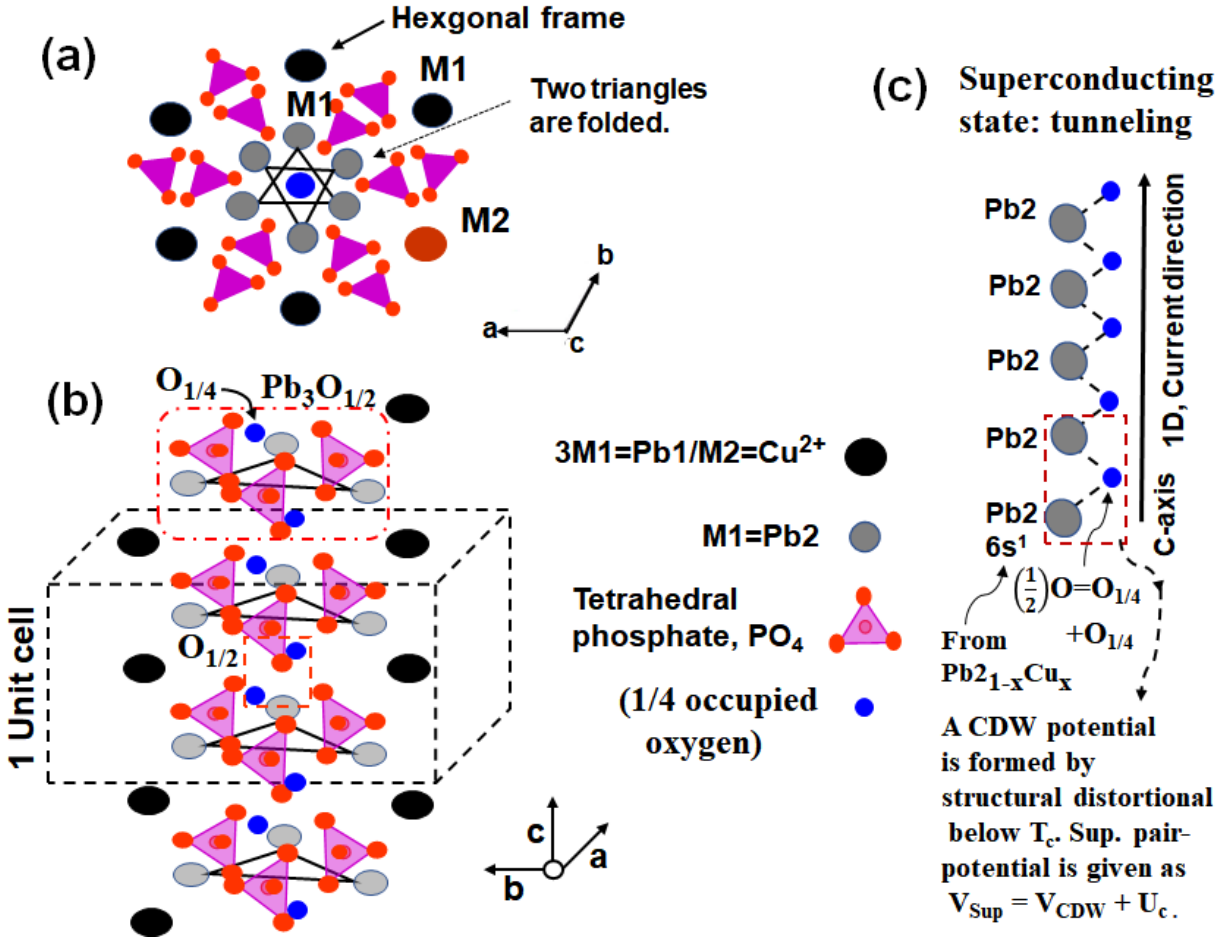 (a)
Hexgonal frame
M1
M1
Two triangles
are folded.
M2
b
a
c
(b)
O1/4
Pb3O1/2
O1/2
1 Unit cell
c
a
b
3M1=Pb1/M2=Cu2+
M1=Pb2
Tetrahedral
phosphate, PO4
(1/4 occupied
oxygen)
(c)
Superconducting
state: tunneling
Pb2
Pb2
Pb2
Pb2
Pb2
6s1
C-axis 1D, Current direction
(1/2)O=O1/4
+O1/4
From
Pb21-xCux
A CDW potential
is formed by
structural distortional
below Tc. Sup. pair-
potential is given as
VSup = VCDW + Uc .